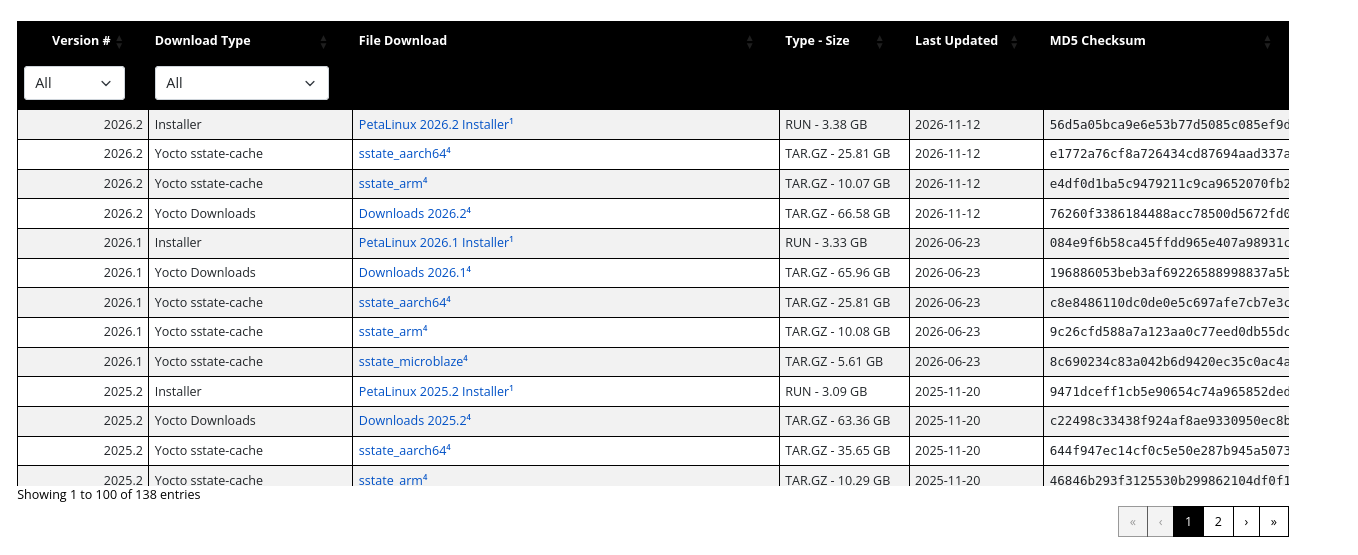 Version # Download Type File Download Type - Size Last Updated MD5 Checksum
All All
2026.2 Installer PetaLinux 2026.2 Installer¹ RUN - 3.38 GB 2026-11-12 56d5a05bca9e6e53b77d5085c085ef9d
2026.2 Yocto sstate-cache sstate_aarch64⁴ TAR.GZ - 25.81 GB 2026-11-12 e1772a76cf8a726434cd87694aad337a
2026.2 Yocto sstate-cache sstate_arm⁴ TAR.GZ - 10.07 GB 2026-11-12 e4df0d1ba5c9479211c9ca9652070fb2
2026.2 Yocto Downloads Downloads 2026.2⁴ TAR.GZ - 66.58 GB 2026-11-12 76260f3386184488acc78500d5672fd0
2026.1 Installer PetaLinux 2026.1 Installer¹ RUN - 3.33 GB 2026-06-23 084e9f6b58ca45ffdd965e407a98931c
2026.1 Yocto Downloads Downloads 2026.1⁴ TAR.GZ - 65.96 GB 2026-06-23 196886053beb3af69226588998837a5b
2026.1 Yocto sstate-cache sstate_aarch64⁴ TAR.GZ - 25.81 GB 2026-06-23 c8e8486110dc0de0e5c697afe7cb7e3c
2026.1 Yocto sstate-cache sstate_arm⁴ TAR.GZ - 10.08 GB 2026-06-23 9c26cfd588a7a123aa0c77eed0db55dc
2026.1 Yocto sstate-cache sstate_microblaze⁴ TAR.GZ - 5.61 GB 2026-06-23 8c690234c83a042b6d9420ec35c0ac4a
2025.2 Installer PetaLinux 2025.2 Installer¹ RUN - 3.09 GB 2025-11-20 9471dceff1cb5e90654c74a965852ded
2025.2 Yocto Downloads Downloads 2025.2⁴ TAR.GZ - 63.36 GB 2025-11-20 c22498c33438f924af8ae9330950ec8b
2025.2 Yocto sstate-cache sstate_aarch64⁴ TAR.GZ - 35.65 GB 2025-11-20 644f947ec14cf0c5e50e287b945a5073
2025.2 Yocto sstate-cache sstate_arm⁴ TAR.GZ - 10.29 GB 2025-11-20 46846b293f3125530b299862104df0f1
Showing 1 to 100 of 138 entries
« ‹ 1 2 › »